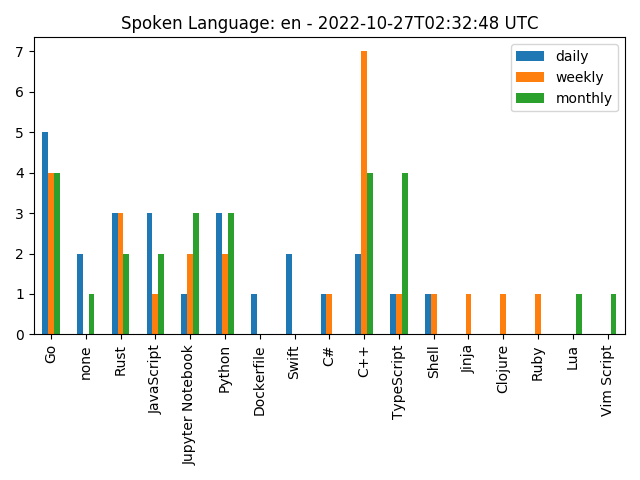 Spoken Language: en - 2022-10-27T02:32:48 UTC
daily
weekly
monthly
7
6
5
4
3
2
1
0
Go
none
Rust
JavaScript
Jupyter Notebook
Python
Dockerfile
Swift
C#
C++
TypeScript
Shell
Jinja
Clojure
Ruby
Lua
Vim Script